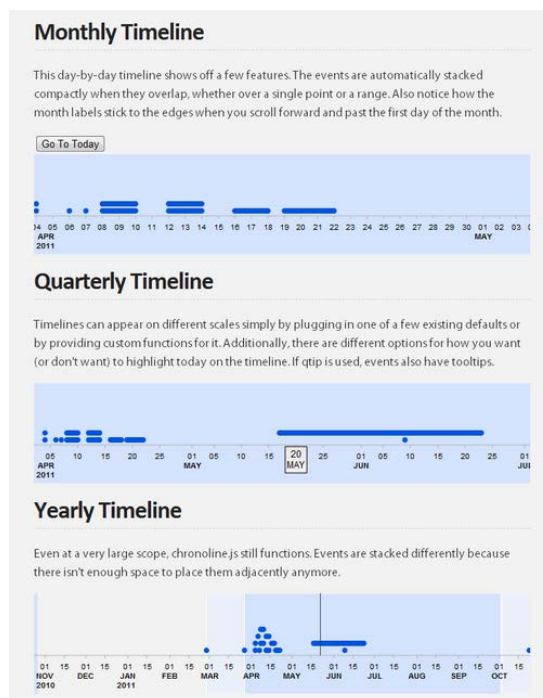 Monthly Timeline
This day-by-day timeline shows off a few features. The events are automatically stacked
compactly when they overlap, whether over a single point or a range. Also notice how the
month labels stick to the edges when you scroll forward and past the first day of the month.
Go To Today
04 05 06 07 08 09 10 11 12 13 14 15 16 17 18 19 20 21 22 23 24 25 26 27 28 29 30 01 02 03
APR MAY
2011
Quarterly Timeline
Timelines can appear on different scales simply by plugging in one of a few existing defaults or
by providing custom functions for it. Additionally, there are different options for how you want
(or don't want) to highlight today on the timeline. If qtip is used, events also have tooltips.
05 10 15 20 25 01 05 10 15 20 25 01 05 10 15 20 25 01
APR MAY MAY JUN JUL
2011
Yearly Timeline
Even at a very large scope, chronoline.js still functions. Events are stacked differently because
there isn't enough space to place them adjacently anymore.
01 15 01 15 01 15 01 15 01 15 01 15 01 15 01 15 01 15 01 15 01 15 01 15
NOV DEC JAN FEB MAR APR MAY JUN JUL AUG SEP OCT
2010 2011